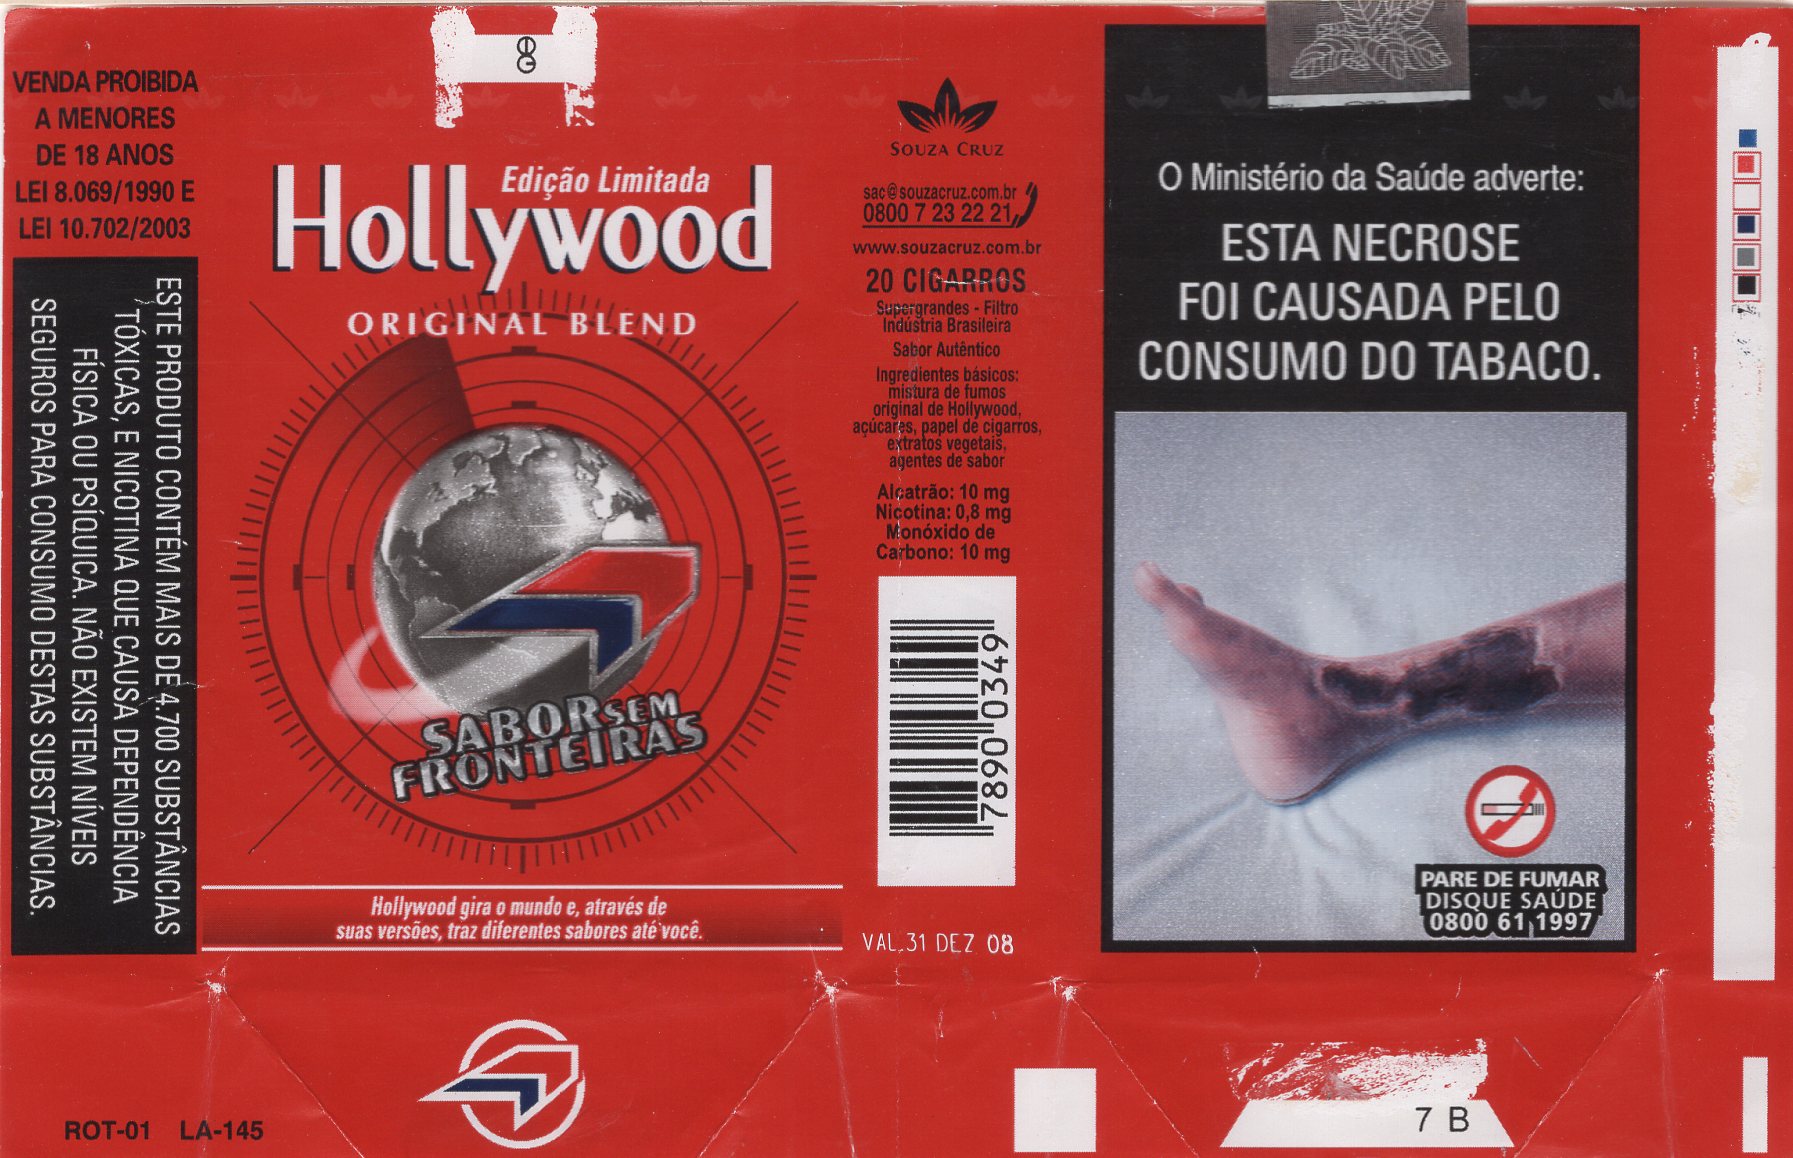 VENDA PROIBIDA
A MENORES
DE 18 ANOS
LEI 8.069/1990 E
LEI 10.702/2003
ESTE PRODUTO CONTÉM MAIS DE 4.700 SUBSTÂNCIAS
TÓXICAS, E NICOTINA QUE CAUSA DEPENDÊNCIA
FÍSICA OU PSÍQUICA. NÃO EXISTEM NÍVEIS
SEGUROS PARA CONSUMO DESTAS SUBSTÂNCIAS.
Edição Limitada
Hollywood
ORIGINAL BLEND
SABOR SEM
FRONTEIRAS
Hollywood gira o mundo e, através de
suas versões, traz diferentes sabores até você.
ROT-01 LA-145
SOUZA CRUZ
sac@souzacruz.com.br
0800 7 23 22 21
www.souzacruz.com.br
20 CIGARROS
Supergrandes - Filtro
Indústria Brasileira
Sabor Autêntico
Ingredientes básicos:
mistura de fumos
original de Hollywood,
açúcares, papel de cigarros,
extratos vegetais,
agentes de sabor
Alcatrão: 10 mg
Nicotina: 0,8 mg
Monóxido de
Carbono: 10 mg
7890 0349
VAL.31 DEZ 08
O Ministério da Saúde adverte:
ESTA NECROSE
FOI CAUSADA PELO
CONSUMO DO TABACO.
PARE DE FUMAR
DISQUE SAÚDE
0800 61 1997
7 B